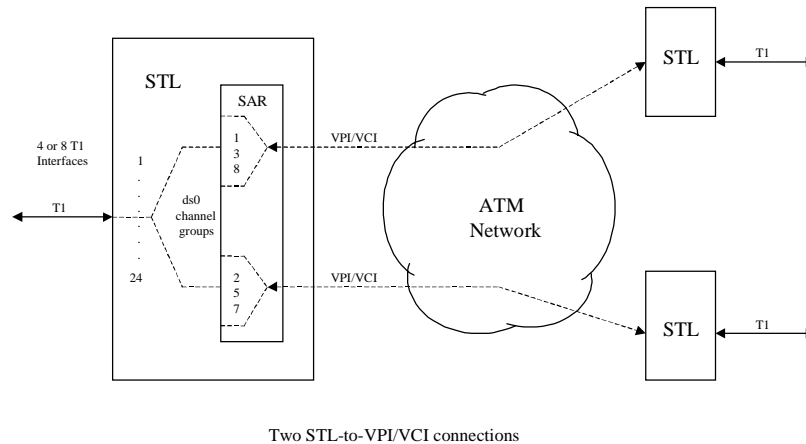 STL
SAR
4 or 8 T1
Interfaces
T1
1
.
.
.
.
.
.
24
ds0
channel
groups
1
3
8
2
5
7
VPI/VCI
VPI/VCI
ATM
Network
STL
T1
STL
T1
Two STL-to-VPI/VCI connections